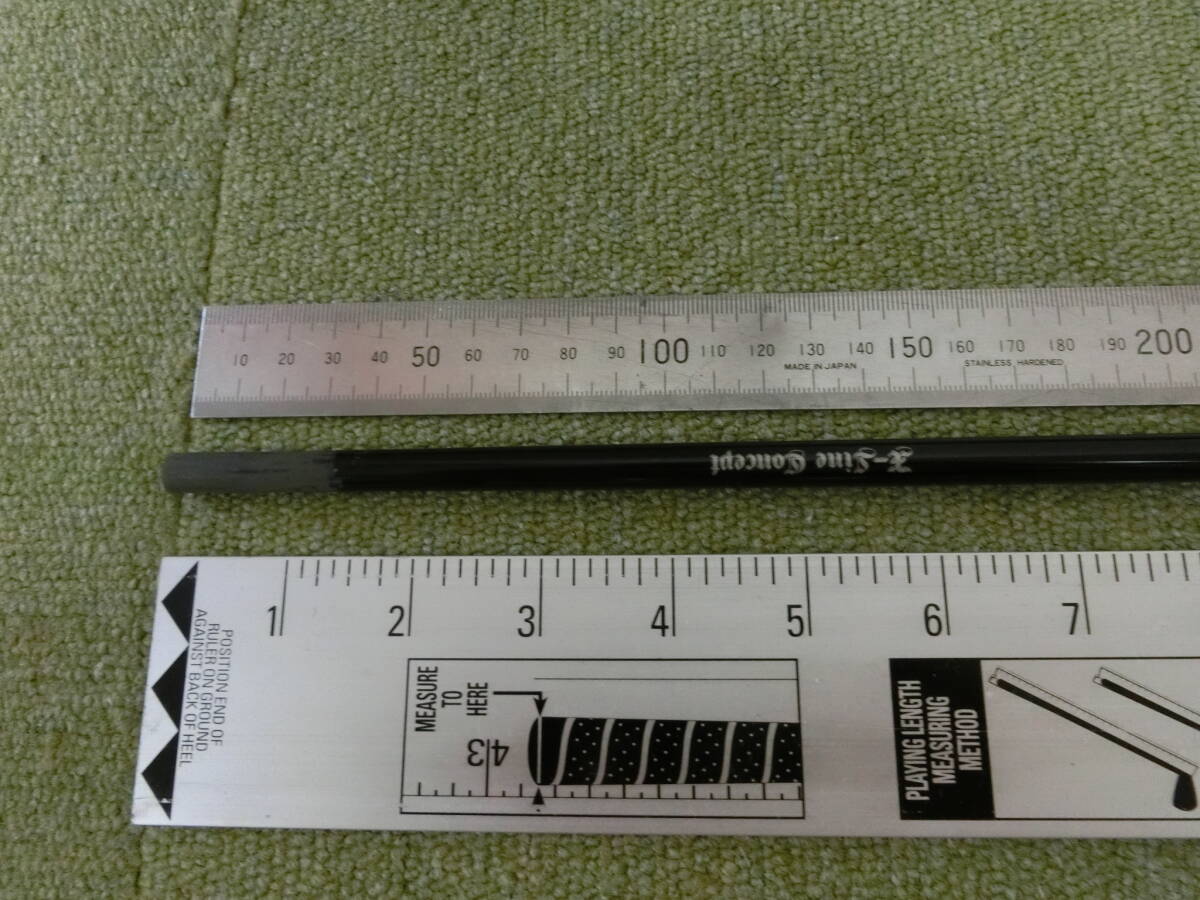 10 20 30 40 50 60 70 80 90 100 110 120 130 140 150 160 170 180 190 200
MADE IN JAPAN
STAINLESS HARDENED
X-Line Concept
1 2 3 4 5 6 7
POSITION END OF
RULER ON GROUND
AGAINST BACK OF HEEL
MEASURE
TO
HERE
43
PLAYING LENGTH
MEASURING
METHOD